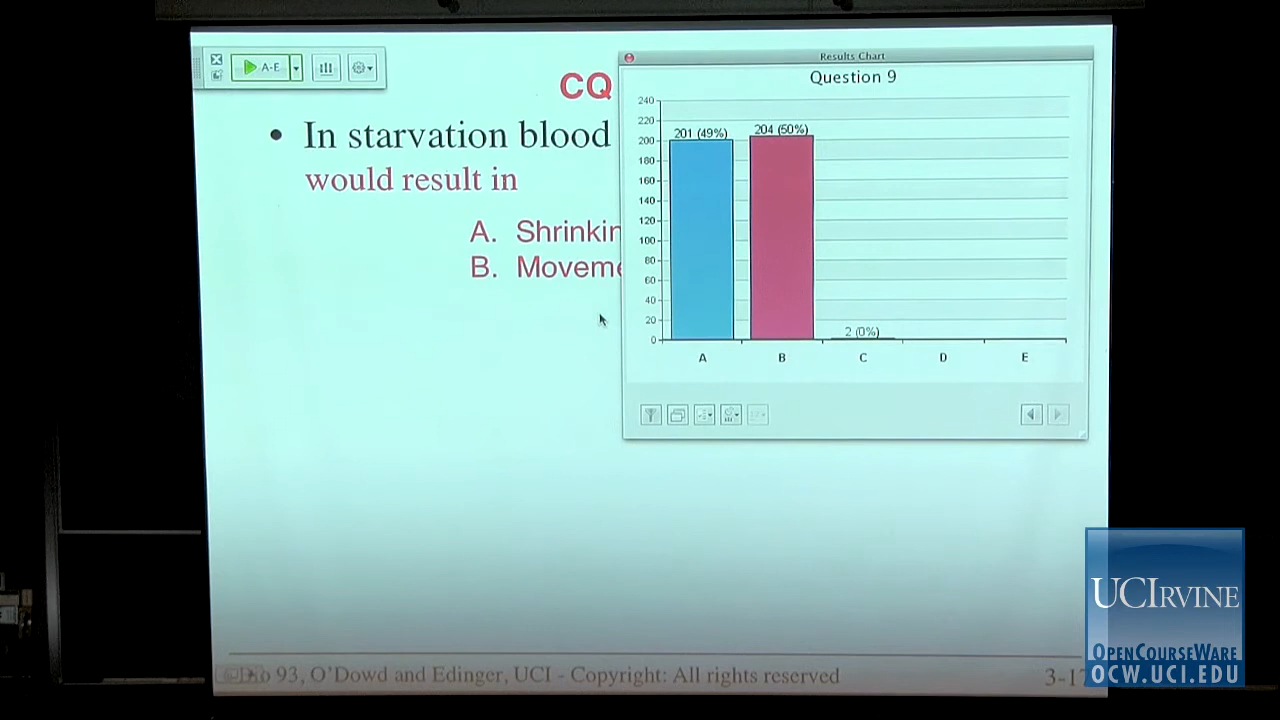 A-E
CQ
• In starvation blood
would result in
A. Shrinkin
B. Moveme
Results Chart
Question 9
240
220
200
180
160
140
120
100
80
60
40
20
0
201 (49%)
204 (50%)
2 (0%)
A B C D E
93, O'Dowd and Edinger, UCI - Copyright: All rights reserved
3-17
UCIRVINE
OPENCOURSEWARE
OCW.UCI.EDU